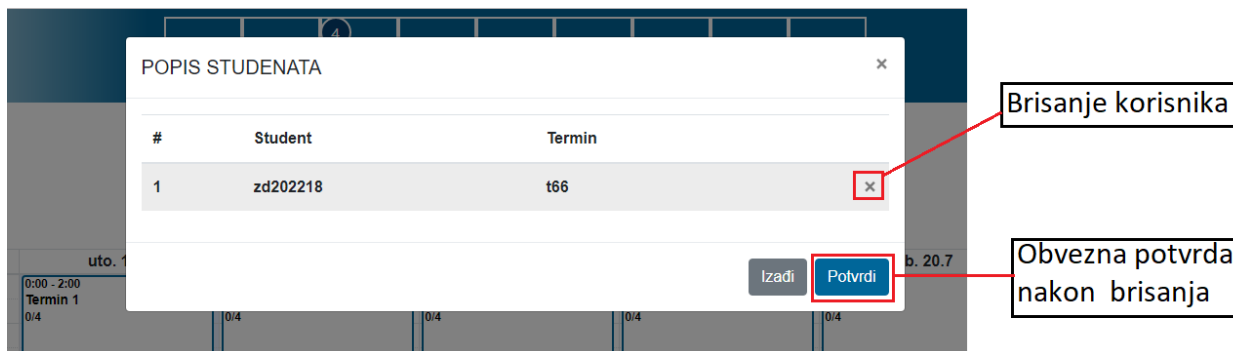 4
POPIS STUDENATA
×
Brisanje korisnika
# Student Termin
1 zd202218 t66 ×
Izađi Potvrdi
Obvezna potvrda
nakon brisanja
uto. 1
b. 20.7
0:00 - 2:00
Termin 1
0/4 0/4 0/4 0/4 0/4